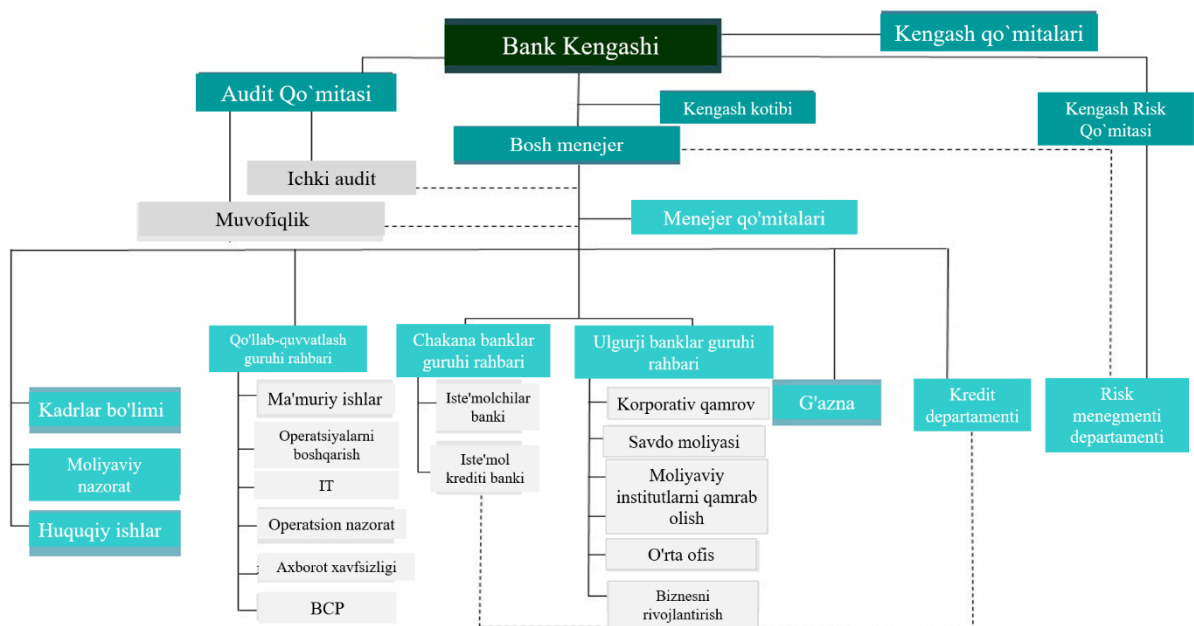 Bank Kengashi
Kengash qo`mitalari
Audit Qo`mitasi
Kengash kotibi
Kengash Risk
Qo`mitasi
Bosh menejer
Ichki audit
Muvofiqlik
Menejer qo'mitalari
Qo'llab-quvvatlash
guruhi rahbari
Chakana banklar
guruhi rahbari
Ulgurji banklar guruhi
rahbari
Kadrlar bo'limi
Moliyaviy
nazorat
Huquqiy ishlar
Ma'muriy ishlar
Operatsiyalarni
boshqarish
IT
Operatsion nazorat
Axborot xavfsizligi
BCP
Iste'molchilar
banki
Iste'mol
krediti banki
Korporativ qamrov
Savdo moliyasi
Moliyaviy
institutlarni qamrab
olish
O'rta ofis
Biznesni
rivojlantirish
G'azna
Kredit
departamenti
Risk
menegmenti
departamenti